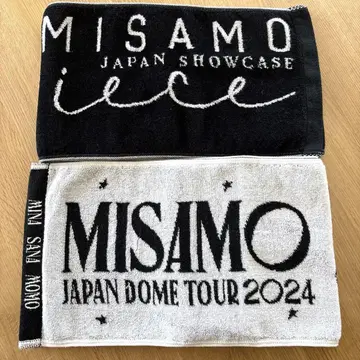 MISAMO
JAPAN SHOWCASE
iece
MISAMO
JAPAN DOME TOUR 2024
MINA SANA MOMO